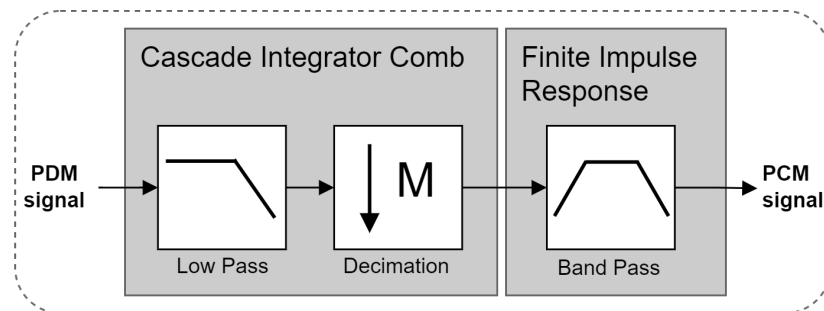 Cascade Integrator Comb
Finite Impulse
Response
PDM
signal
M
PCM
signal
Low Pass
Decimation
Band Pass